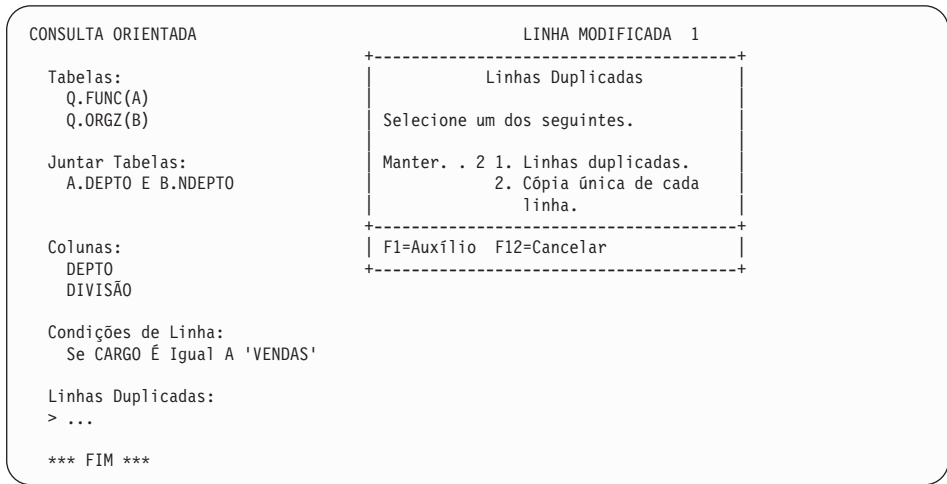 CONSULTA ORIENTADA LINHA MODIFICADA 1
+---------------------------------------+
Tabelas: | Linhas Duplicadas |
Q.FUNC(A) | |
Q.ORGZ(B) | Selecione um dos seguintes. |
| |
Juntar Tabelas: | Manter. . 2 1. Linhas duplicadas. |
A.DEPTO E B.NDEPTO | 2. Cópia única de cada |
| linha. |
+---------------------------------------+
Colunas: | F1=Auxílio F12=Cancelar |
DEPTO +---------------------------------------+
DIVISÃO
Condições de Linha:
Se CARGO É Igual A 'VENDAS'
Linhas Duplicadas:
> ...
*** FIM ***